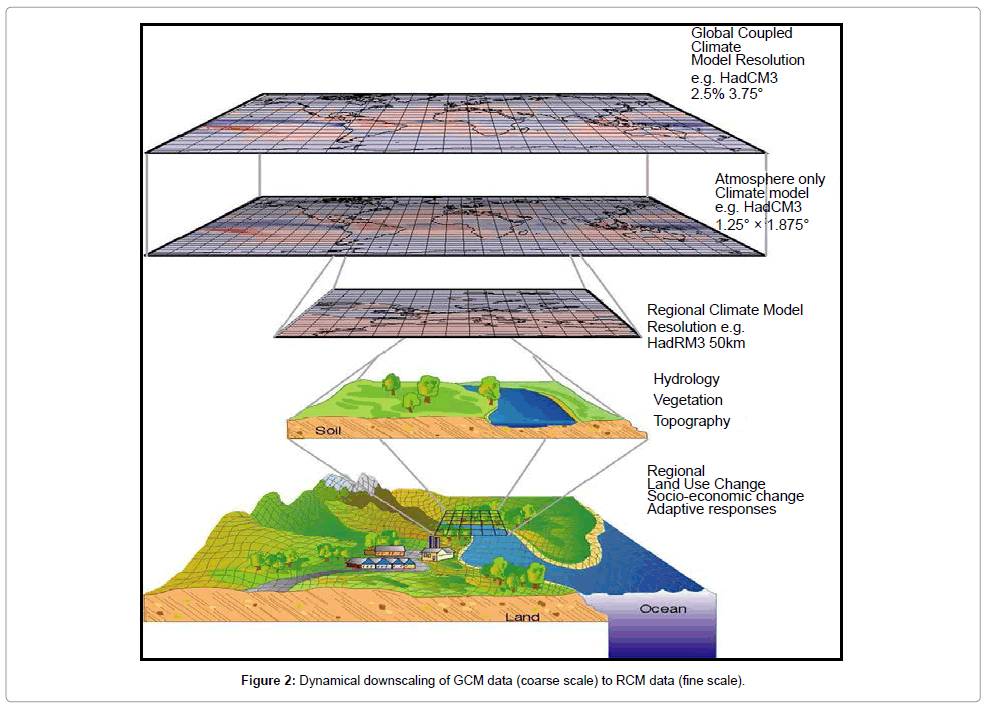 Global Coupled
Climate
Model Resolution
e.g. HadCM3
2.5% 3.75°
Atmosphere only
Climate model
e.g. HadCM3
1.25° × 1.875°
Regional Climate Model
Resolution e.g.
HadRM3 50km
Hydrology
Vegetation
Topography
Soil
Regional
Land Use Change
Socio-economic change
Adaptive responses
Ocean
Land
Figure 2: Dynamical downscaling of GCM data (coarse scale) to RCM data (fine scale).